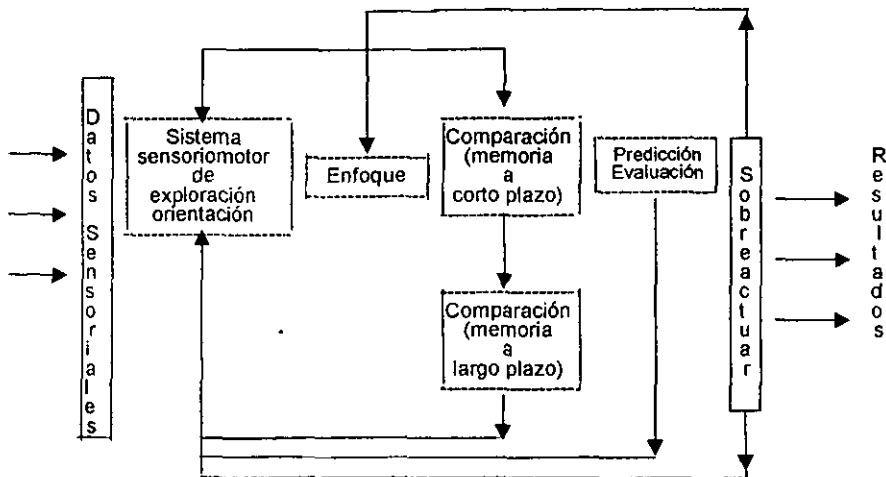 Datos Sensoriales
Sistema
sensoriomotor
de
exploración
orientación
Enfoque
Comparación
(memoria
a
corto plazo)
Predicción
Evaluación
Sobreactuar
Resultados
Comparación
(memoria
a
largo plazo)